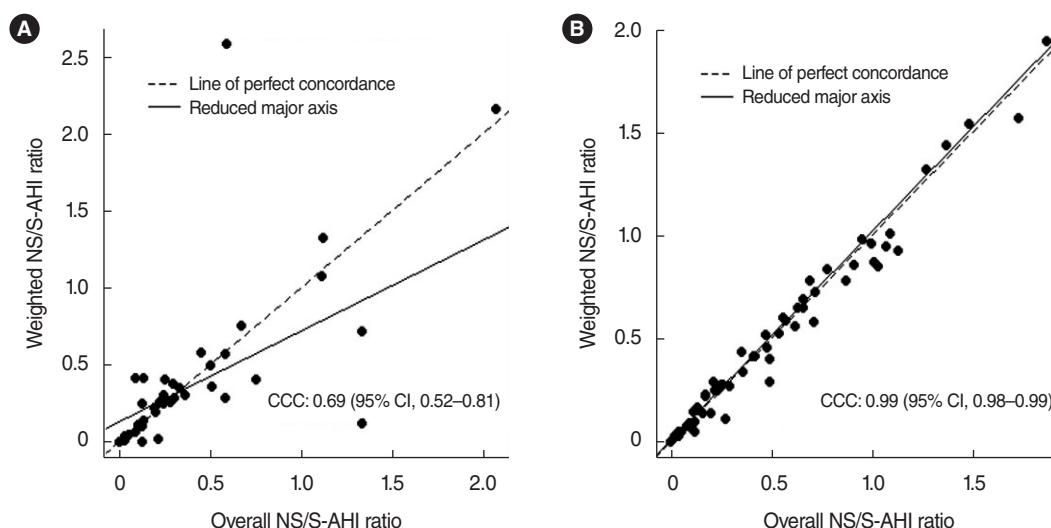 A
Weighted NS/S-AHI ratio
2.5
2.0
1.5
1.0
0.5
0
Line of perfect concordance
Reduced major axis
CCC: 0.69 (95% CI, 0.52–0.81)
0
0.5
1.0
1.5
2.0
Overall NS/S-AHI ratio
B
Weighted NS/S-AHI ratio
2.0
1.5
1.0
0.5
0
Line of perfect concordance
Reduced major axis
CCC: 0.99 (95% CI, 0.98–0.99)
0
0.5
1.0
1.5
Overall NS/S-AHI ratio